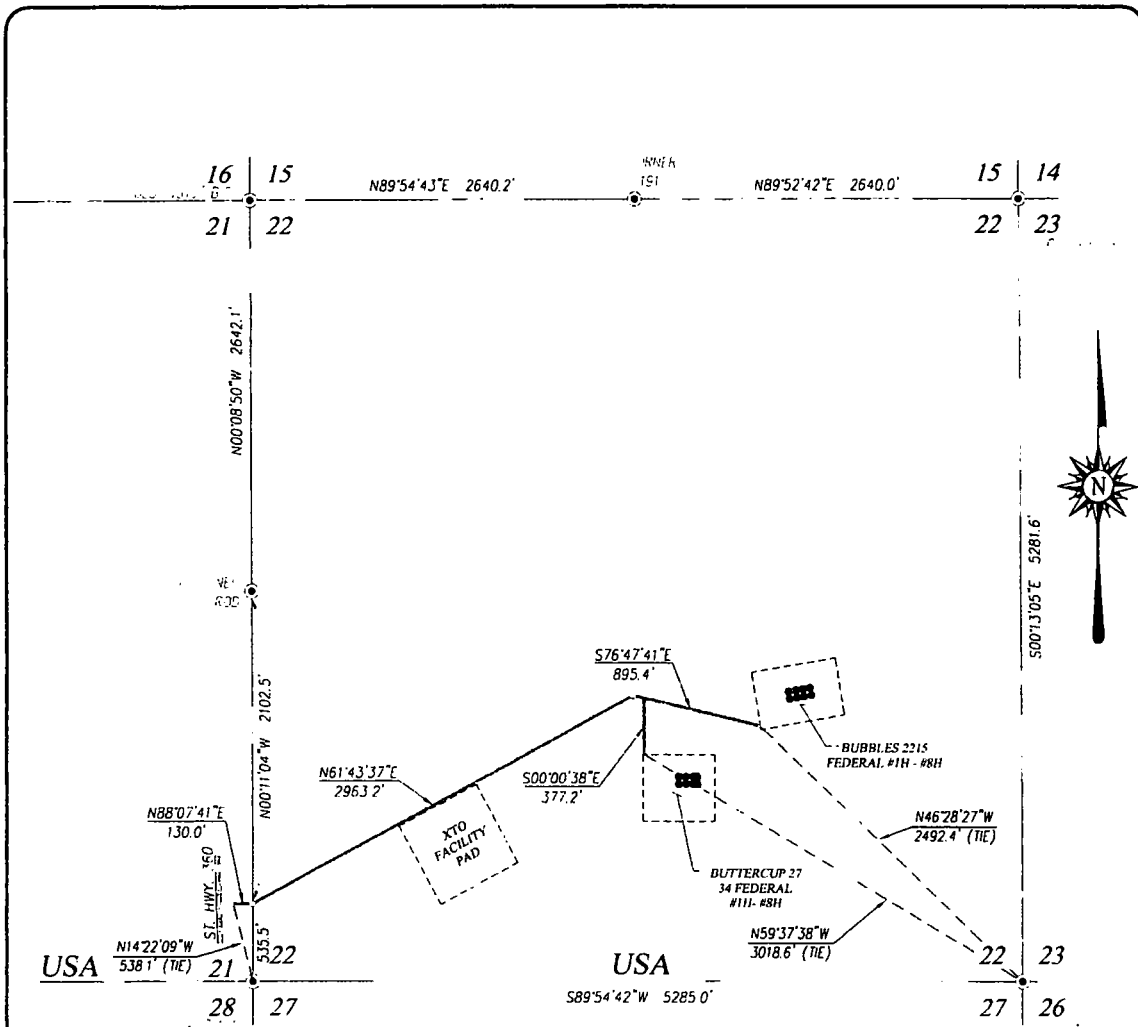 16 15
N89°54'43"E 2640.2'
N89°52'42"E 2640.0'
15 14
21 22
22 23
N00°08'50"W 2642.1'
N
S00°13'05"E 5281.6'
S76°47'41"E
895.4'
N00°11'04"W 2102.5'
BUBBLES 2215
FEDERAL #1H - #8H
N61°43'37"E
2963.2'
S00°00'38"E
377.2'
N88°07'41"E
130.0'
XTO
FACILITY
PAD
N46°28'27"W
2492.4' (TIE)
ST. HWY. 360
BUTTERCUP 27
34 FEDERAL
#1H- #8H
N14°22'09"W
538.1' (TIE)
535.5'
N59°37'38"W
3018.6' (TIE)
USA
21 22
USA
22 23
S89°54'42"W 5285.0'
28 27
27 26